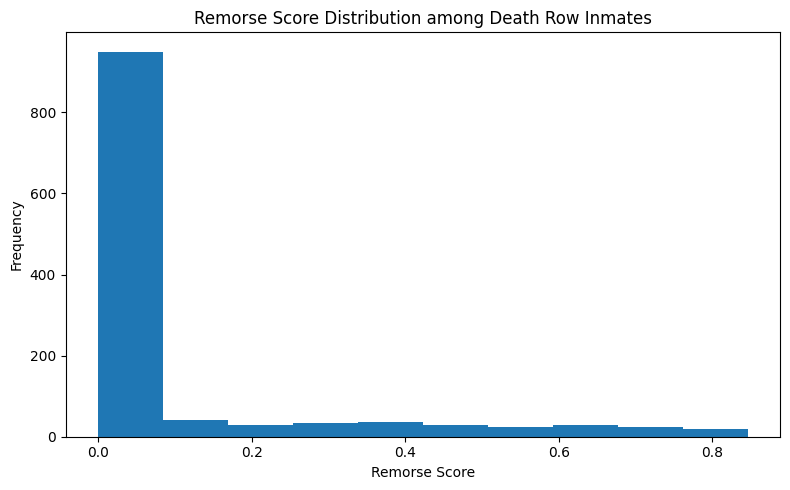 Remorse Score Distribution among Death Row Inmates
Frequency
800
600
400
200
0
0.0 0.2 0.4 0.6 0.8
Remorse Score